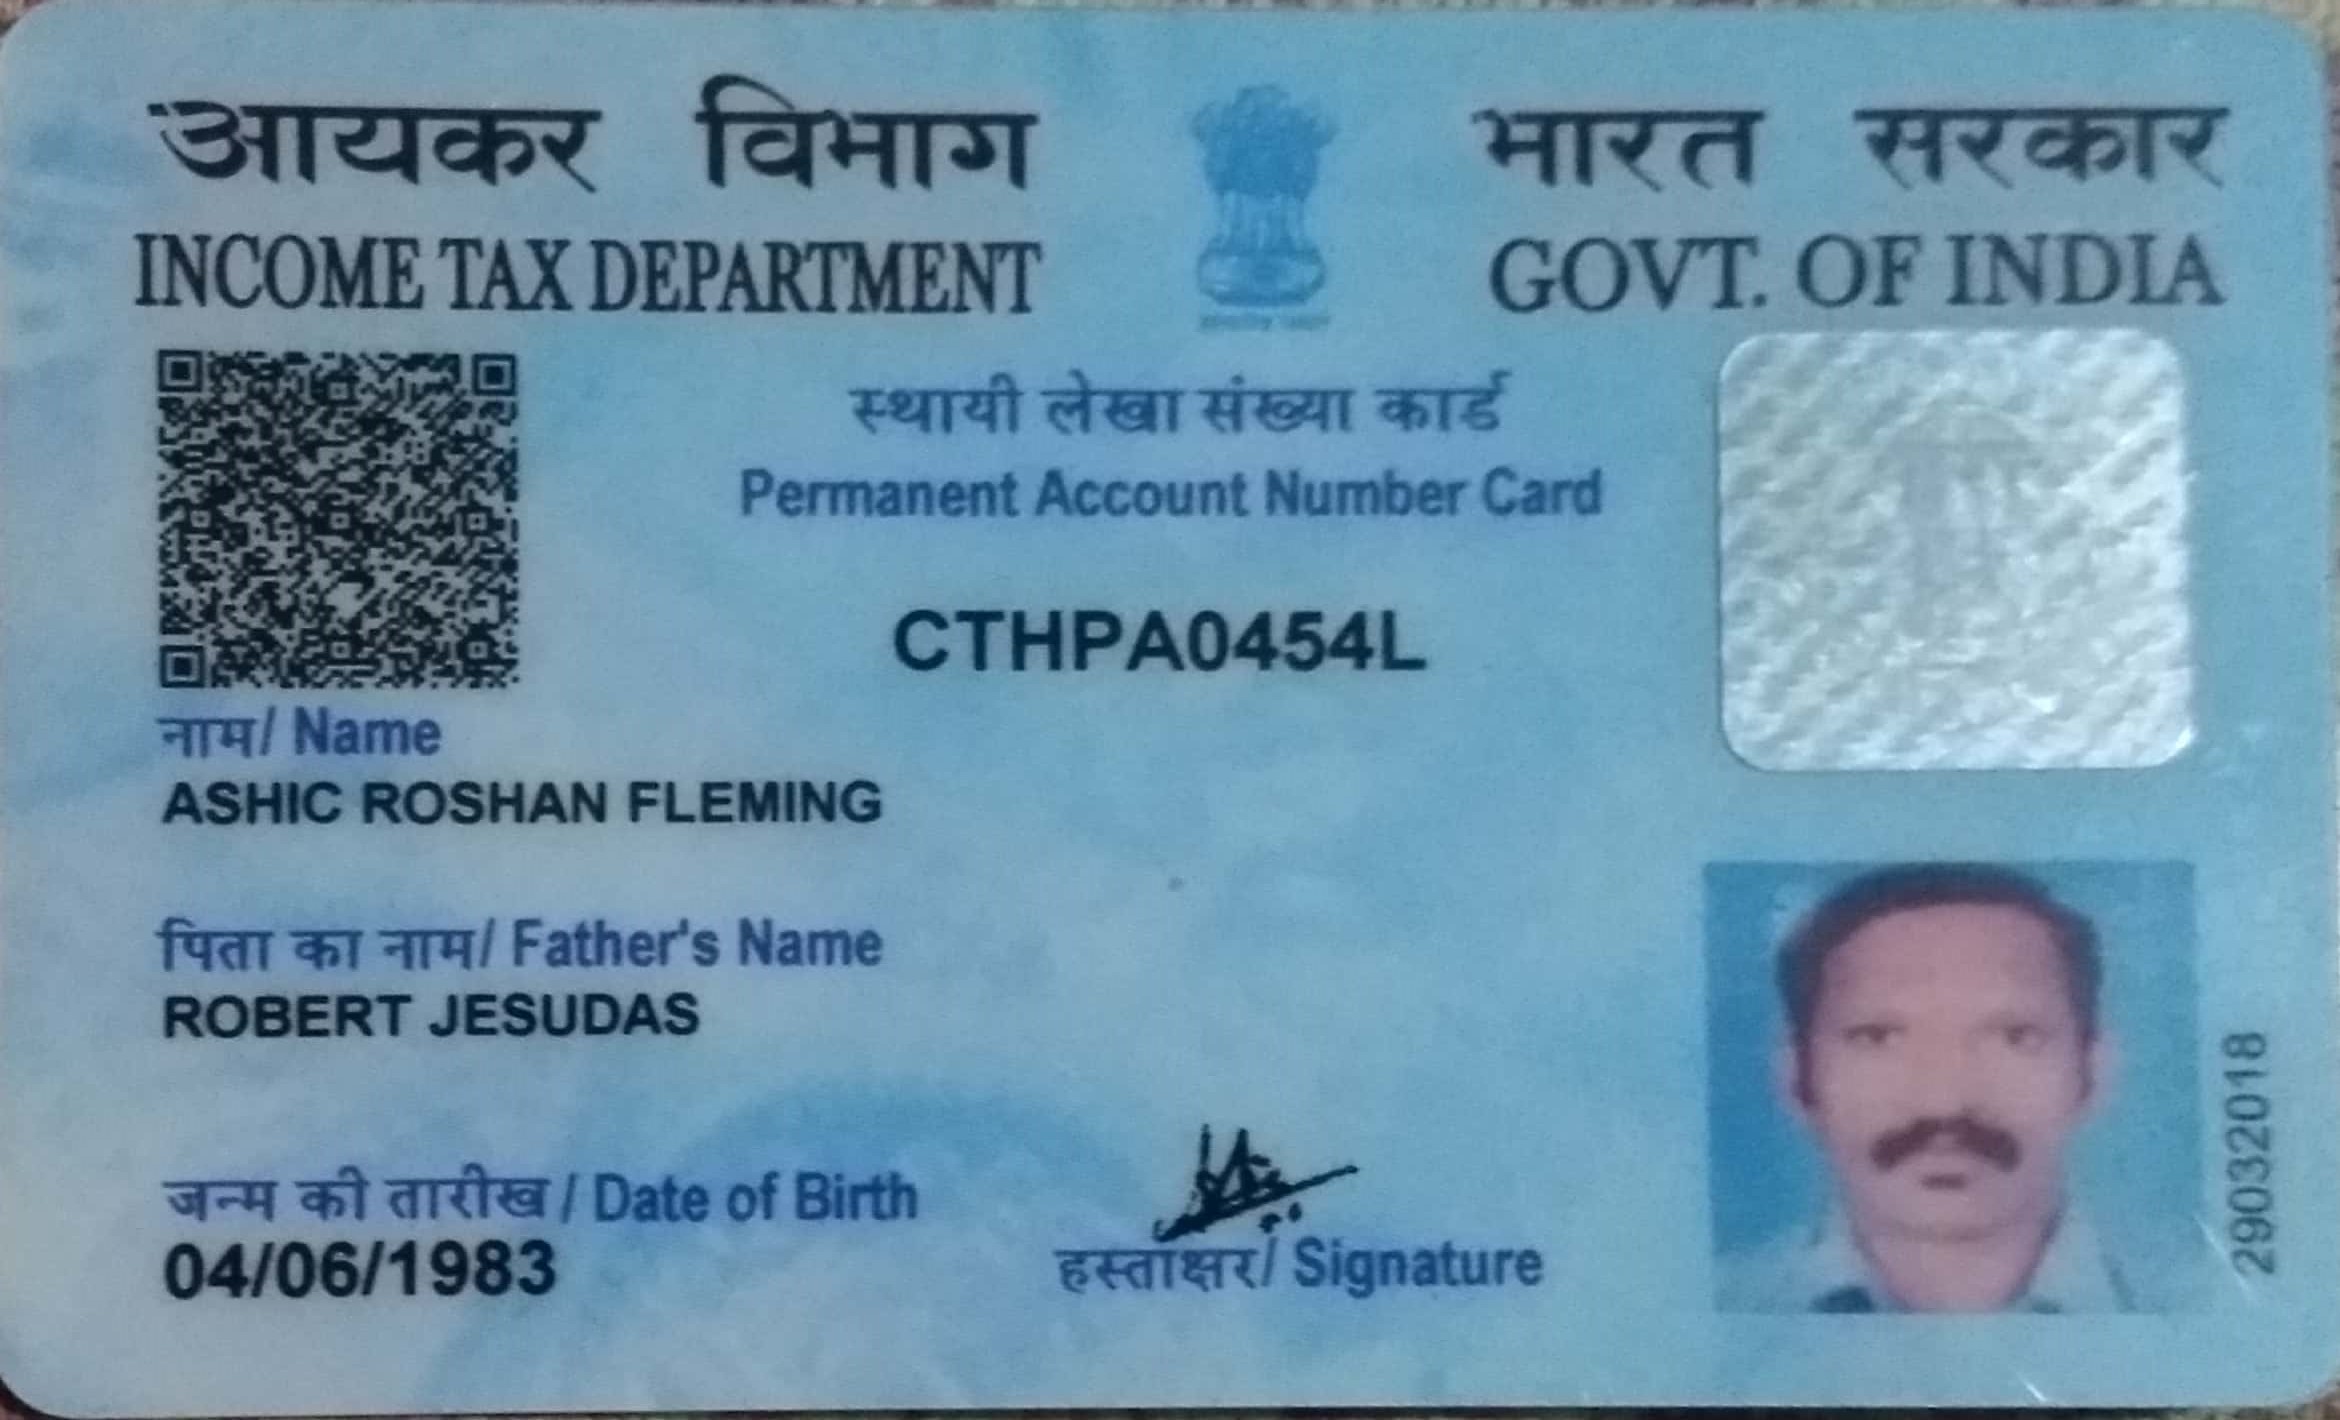 आयकर विभाग
INCOME TAX DEPARTMENT
भारत सरकार
GOVT. OF INDIA
स्थायी लेखा संख्या कार्ड
Permanent Account Number Card
CTHPA0454L
नाम/ Name
ASHIC ROSHAN FLEMING
पिता का नाम/ Father's Name
ROBERT JESUDAS
जन्म की तारीख / Date of Birth
04/06/1983
हस्ताक्षर/ Signature
29032018